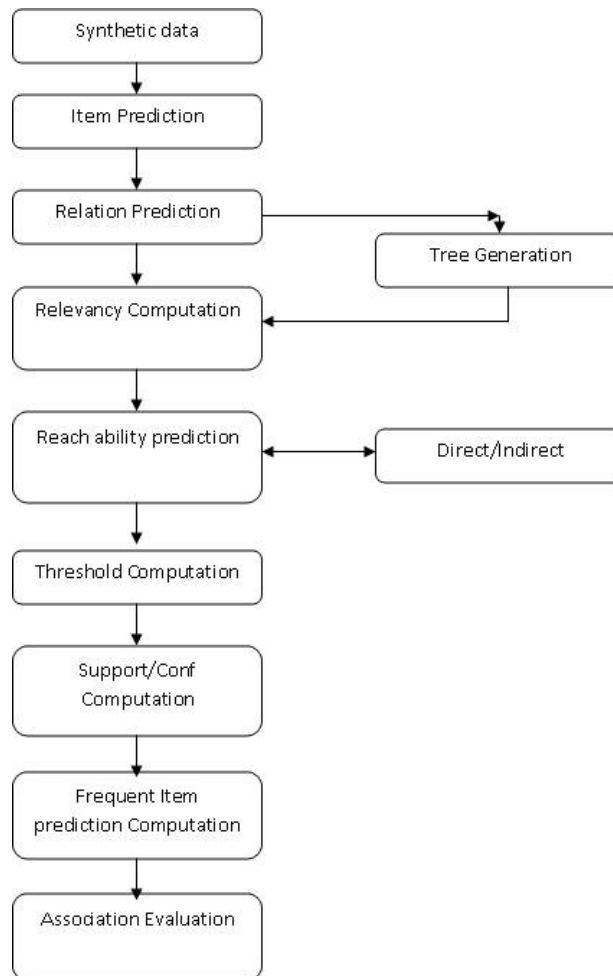 Synthetic data
Item Prediction
Relation Prediction
Tree Generation
Relevancy Computation
Reach ability prediction
Direct/Indirect
Threshold Computation
Support/Conf
Computation
Frequent Item
prediction Computation
Association Evaluation